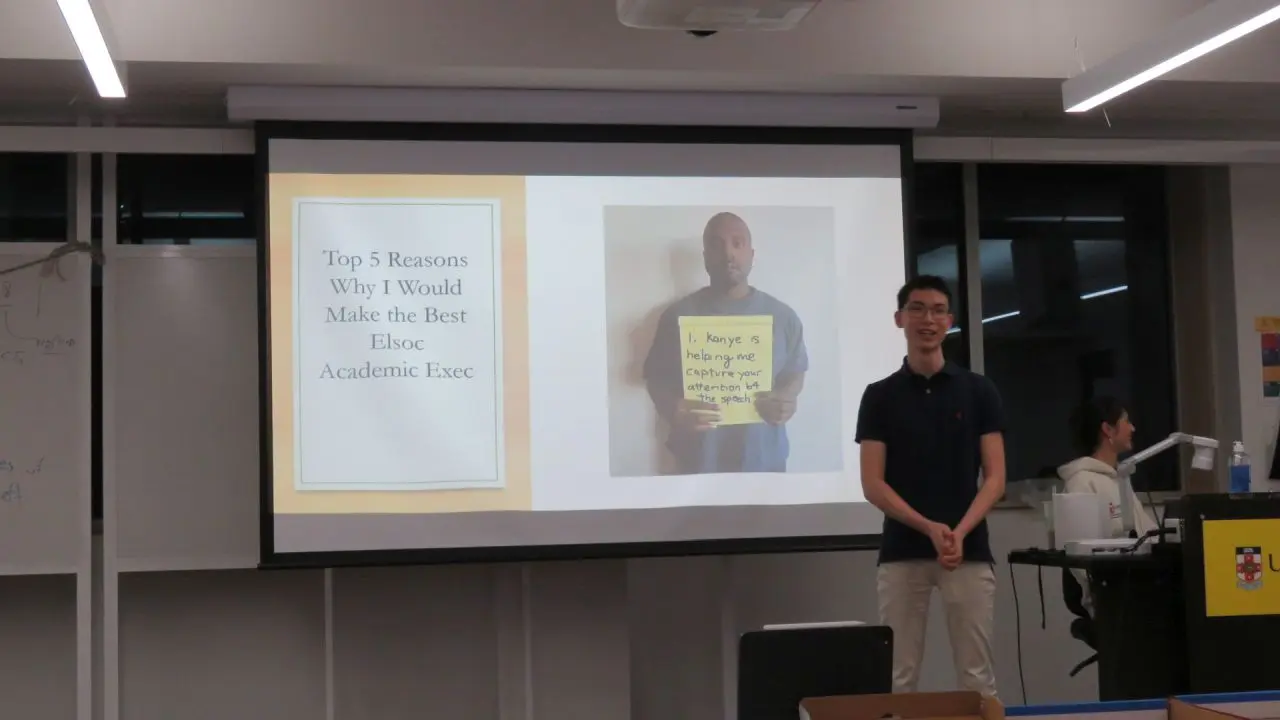 Top 5 Reasons
Why I Would
Make the Best
Elsoc
Academic Exec
1. Kanye is
helping me
capture your
attention b4
the speech
U